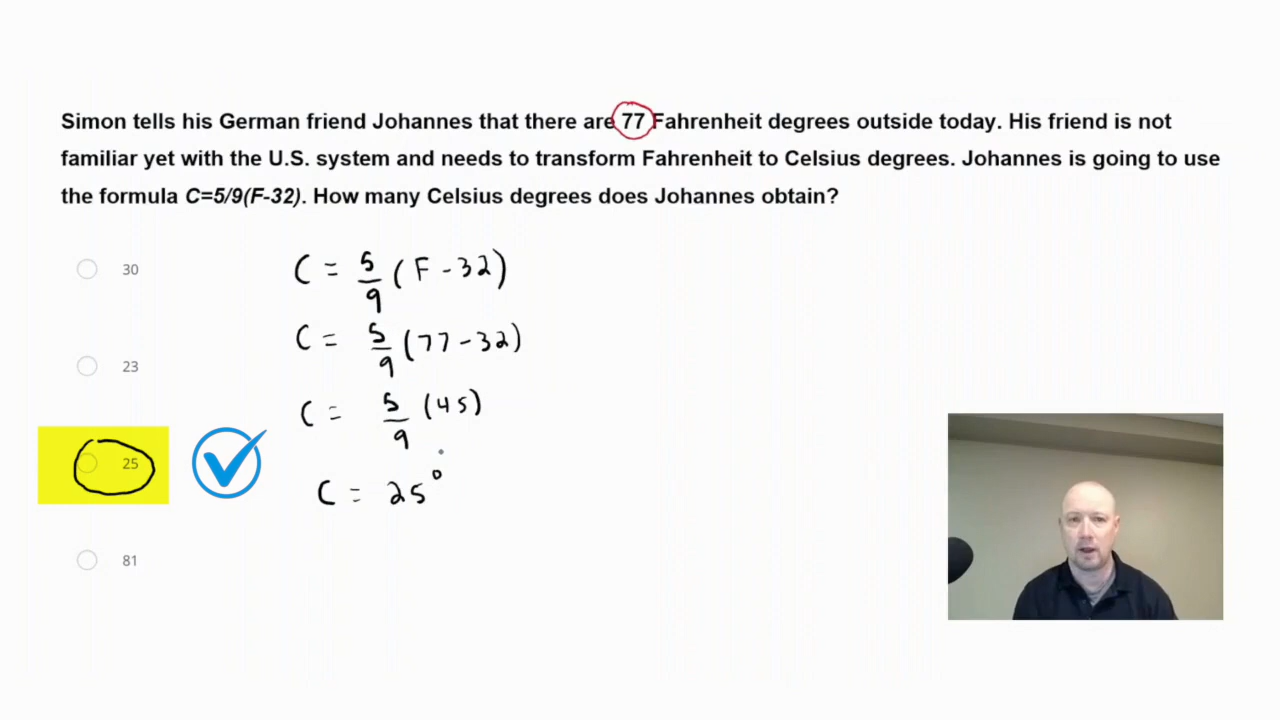 Simon tells his German friend Johannes that there are 77 Fahrenheit degrees outside today. His friend is not
familiar yet with the U.S. system and needs to transform Fahrenheit to Celsius degrees. Johannes is going to use
the formula C=5/9(F-32). How many Celsius degrees does Johannes obtain?
30
C = 5/9 (F - 32)
C = 5/9 (77 - 32)
23
C = 5/9 (45)
25
C = 25°
81